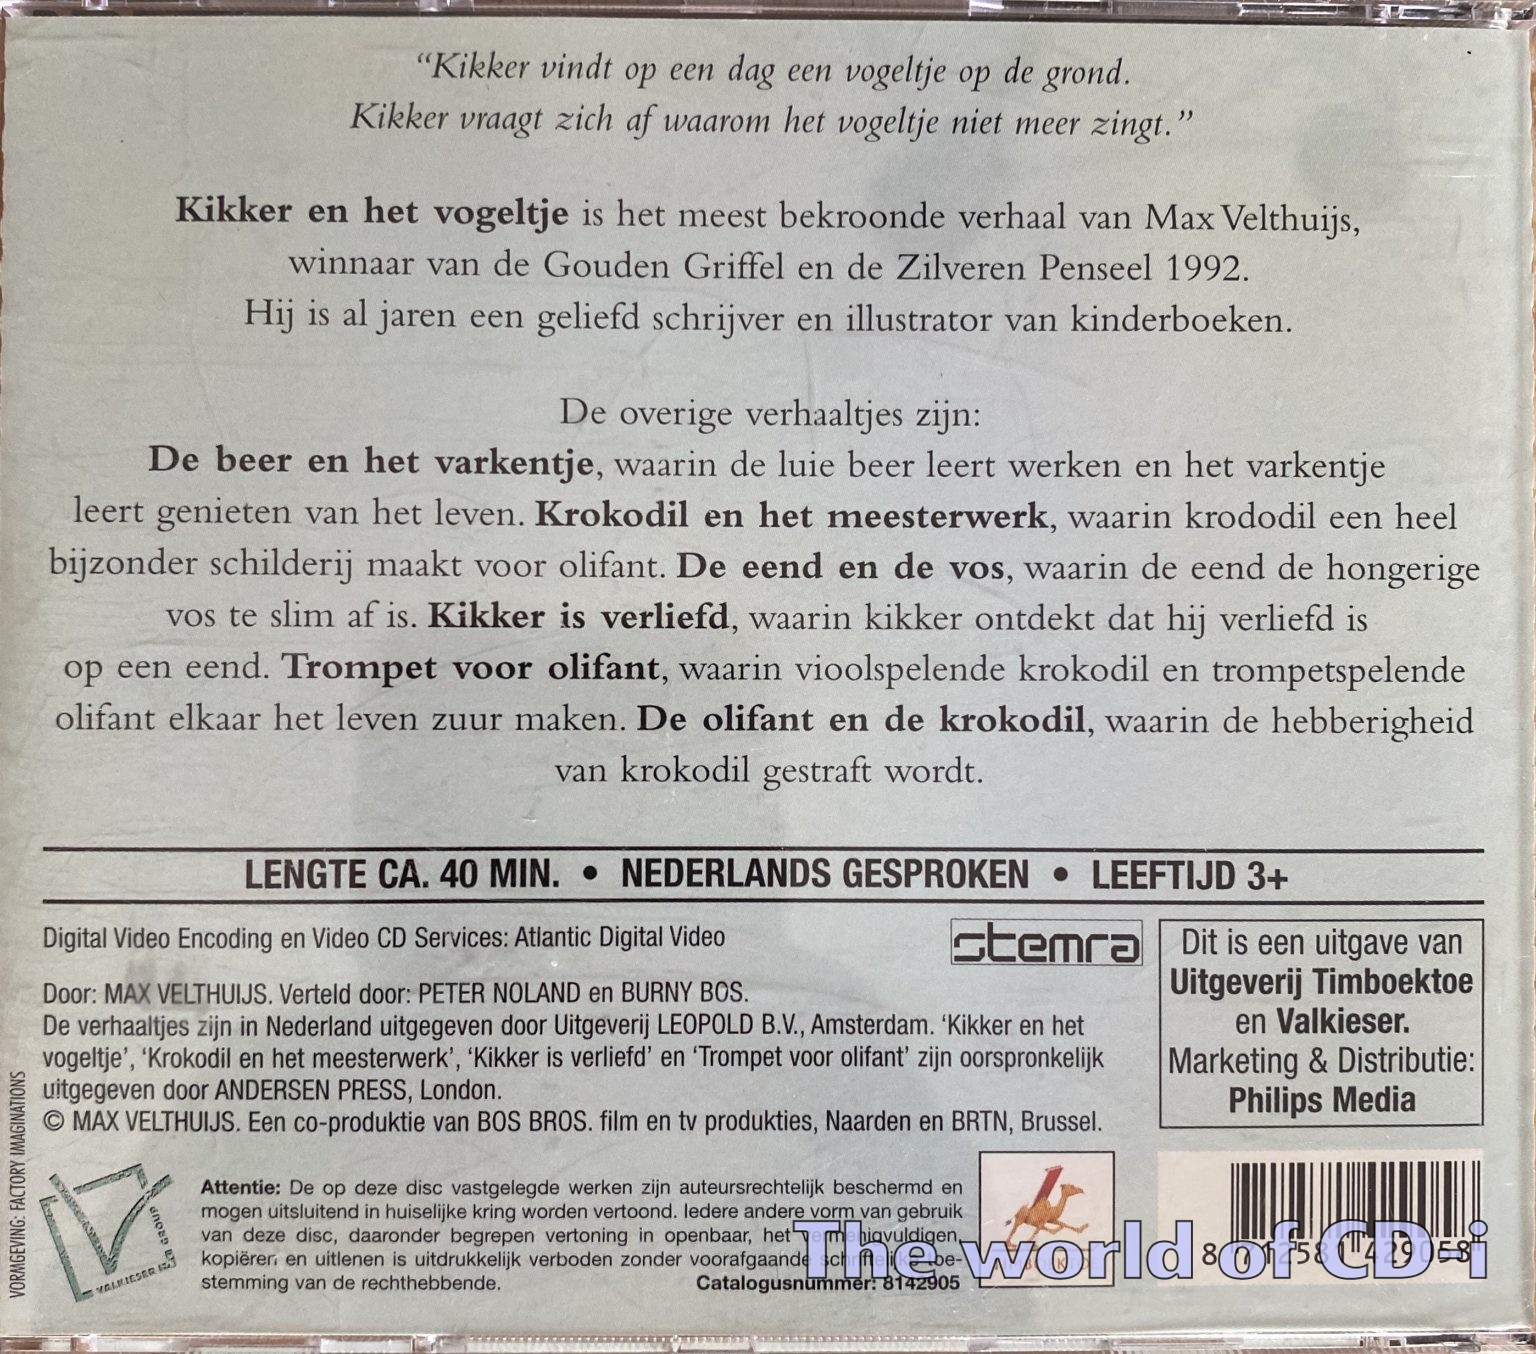 “Kikker vindt op een dag een vogeltje op de grond.
Kikker vraagt zich af waarom het vogeltje niet meer zingt.”
Kikker en het vogeltje is het meest bekroonde verhaal van Max Velthuijs,
winnaar van de Gouden Griffel en de Zilveren Penseel 1992.
Hij is al jaren een geliefd schrijver en illustrator van kinderboeken.
De overige verhaaltjes zijn:
De beer en het varkentje, waarin de luie beer leert werken en het varkentje
leert genieten van het leven. Krokodil en het meesterwerk, waarin krododil een heel
bijzonder schilderij maakt voor olifant. De eend en de vos, waarin de eend de hongerige
vos te slim af is. Kikker is verliefd, waarin kikker ontdekt dat hij verliefd is
op een eend. Trompet voor olifant, waarin vioolspelende krokodil en trompetspelende
olifant elkaar het leven zuur maken. De olifant en de krokodil, waarin de hebberigheid
van krokodil gestraft wordt.
LENGTE CA. 40 MIN. • NEDERLANDS GESPROKEN • LEEFTIJD 3+
Digital Video Encoding en Video CD Services: Atlantic Digital Video
stemra
Door: MAX VELTHUIJS. Verteld door: PETER NOLAND en BURNY BOS.
De verhaaltjes zijn in Nederland uitgegeven door Uitgeverij LEOPOLD B.V., Amsterdam. ‘Kikker en het
vogeltje’, ‘Krokodil en het meesterwerk’, ‘Kikker is verliefd’ en ‘Trompet voor olifant’ zijn oorspronkelijk
uitgegeven door ANDERSEN PRESS, London.
© MAX VELTHUIJS. Een co-produktie van BOS BROS. film en tv produkties, Naarden en BRTN, Brussel.
Dit is een uitgave van
Uitgeverij Timboektoe
en Valkieser.
Marketing & Distributie:
Philips Media
VORMGEVING: FACTORY IMAGINATIONS
VALKIESER GROUP
Attentie: De op deze disc vastgelegde werken zijn auteursrechtelijk beschermd en
mogen uitsluitend in huiselijke kring worden vertoond. Iedere andere vorm van gebruik
van deze disc, daaronder begrepen vertoning in openbaar, het vermenigvuldigen,
kopiëren en uitlenen is uitdrukkelijk verboden zonder voorafgaande schriftelijke toe-
stemming van de rechthebbende.
Catalogusnummer: 8142905
8 712581 429058
The world of CD-i